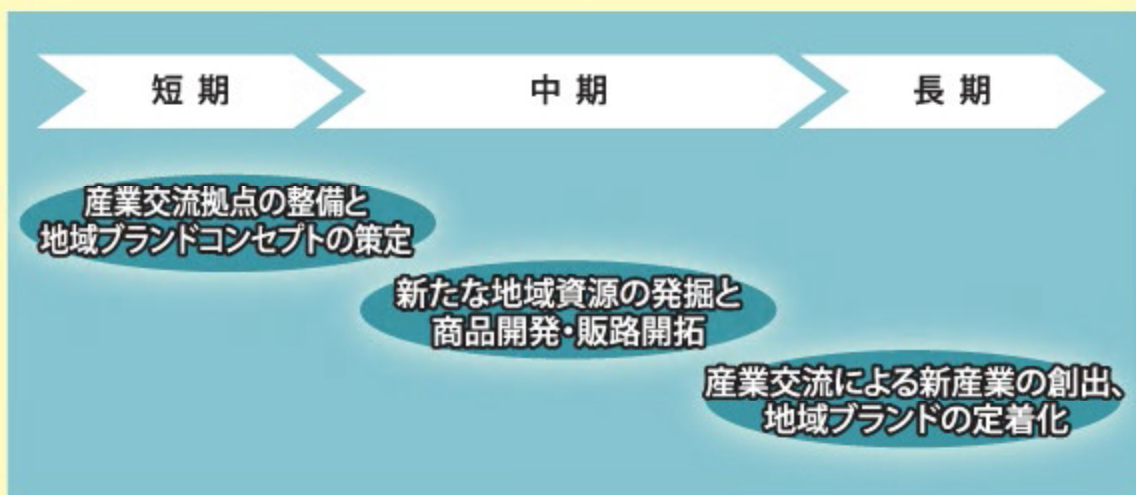 短期
中期
長期
産業交流拠点の整備と
地域ブランドコンセプトの策定
新たな地域資源の発掘と
商品開発・販路開拓
産業交流による新産業の創出、
地域ブランドの定着化